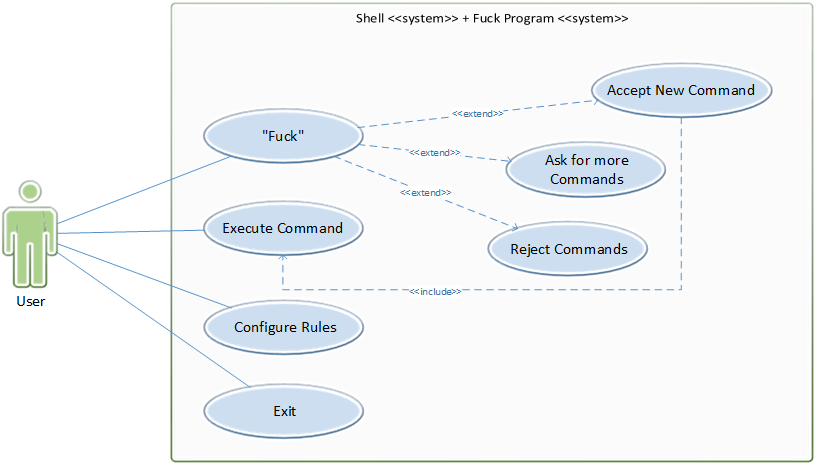 Shell <<system>> + Fuck Program <<system>>
Accept New Command
<<extend>>
"Fuck"
<<extend>>
Ask for more
Commands
<<extend>>
Execute Command
Reject Commands
User
<<include>>
Configure Rules
Exit